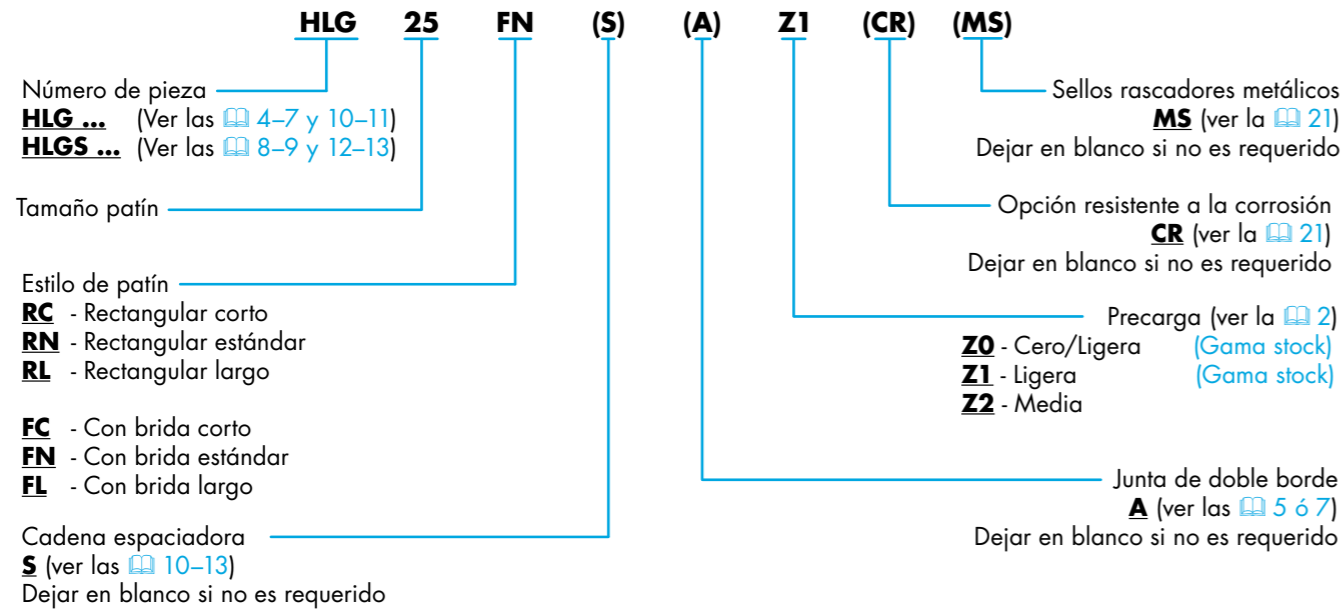 HLG 25 FN (S) (A) Z1 (CR) (MS)
Número de pieza
HLG ... (Ver las 4–7 y 10–11)
HLGS ... (Ver las 8–9 y 12–13)
Tamaño patín
Estilo de patín
RC - Rectangular corto
RN - Rectangular estándar
RL - Rectangular largo
FC - Con brida corto
FN - Con brida estándar
FL - Con brida largo
Cadena espaciadora
S (ver las 10–13)
Dejar en blanco si no es requerido
Sellos rascadores metálicos
MS (ver la 21)
Dejar en blanco si no es requerido
Opción resistente a la corrosión
CR (ver la 21)
Dejar en blanco si no es requerido
Precarga (ver la 2)
Z0 - Cero/Ligera (Gama stock)
Z1 - Ligera (Gama stock)
Z2 - Media
Junta de doble borde
A (ver las 5 ó 7)
Dejar en blanco si no es requerido